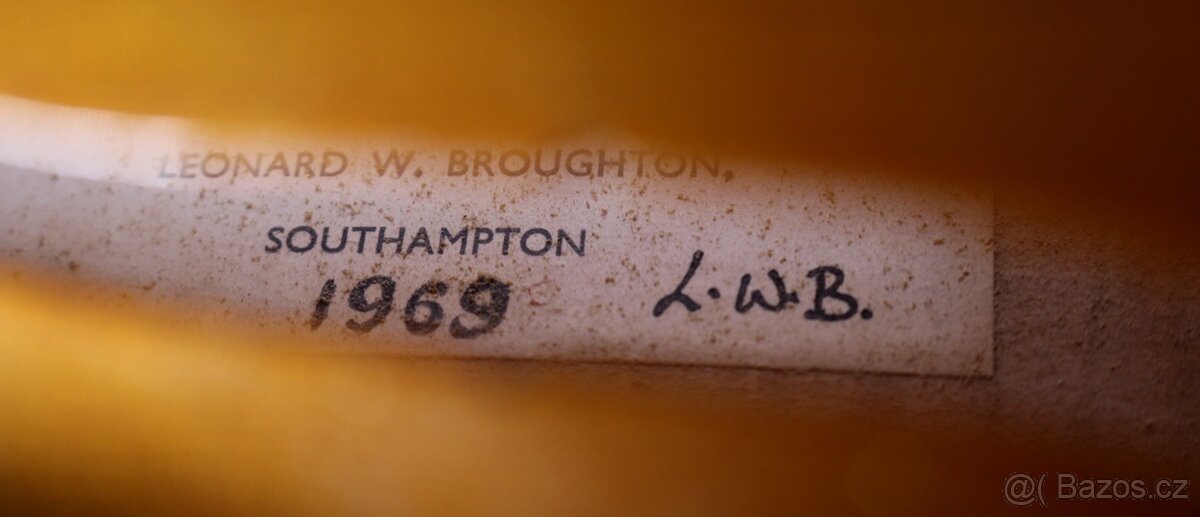 LEONARD W. BROUGHTON,
SOUTHAMPTON
1969 L.W.B.
@( Bazos.cz